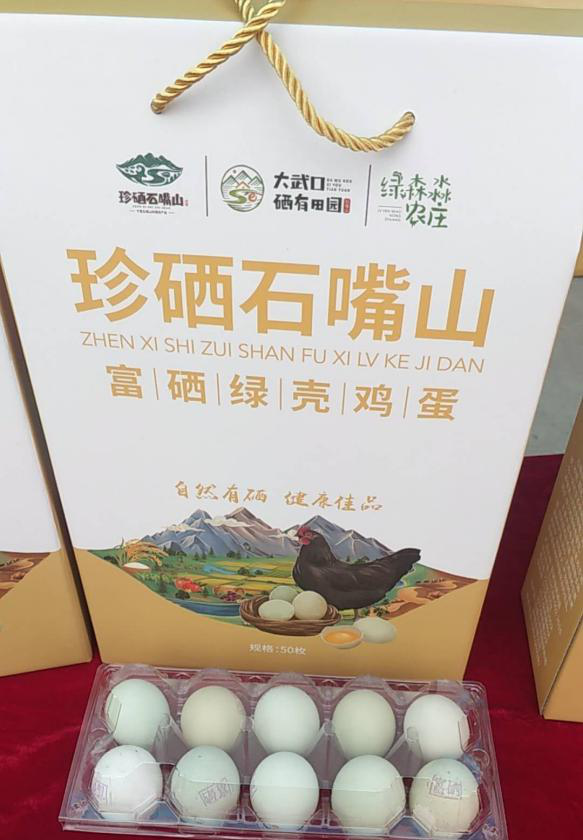 珍硒石嘴山
大武口
硒有田园
绿森淼
农庄
珍硒石嘴山
ZHEN XI SHI ZUI SHAN FU XI LV KE JI DAN
富硒绿壳鸡蛋
自然有硒 健康佳品
规格:50枚